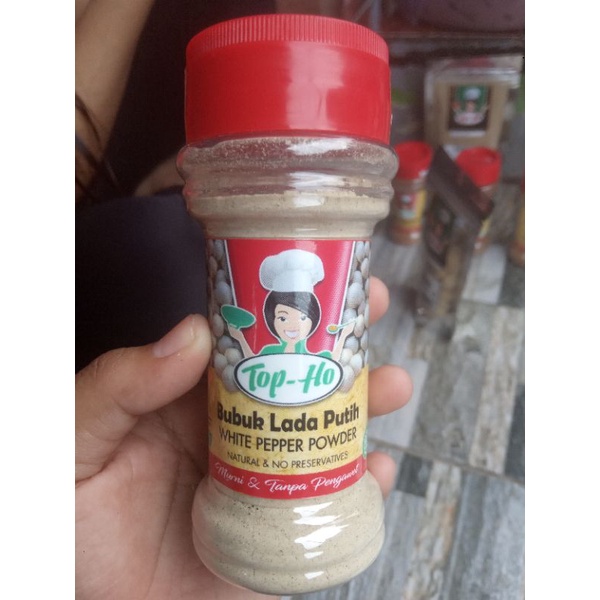 Top-Ho
Bubuk Lada Putih
WHITE PEPPER POWDER
NATURAL & NO PRESERVATIVES
Murni & Tanpa Pengawet